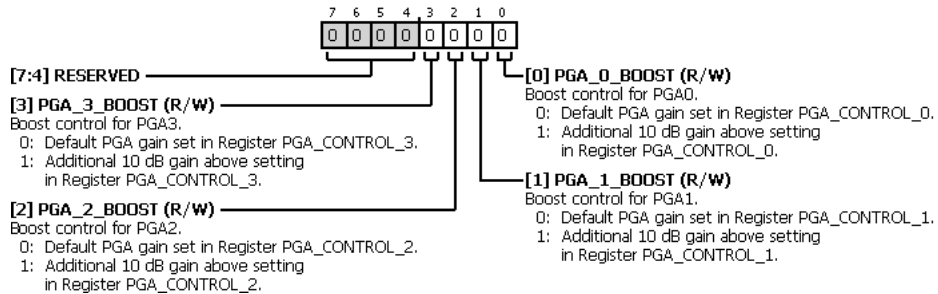 7 6 5 4 3 2 1 0
0 0 0 0 0 0 0 0
[7:4] RESERVED
[3] PGA_3_BOOST (R/W)
Boost control for PGA3.
0: Default PGA gain set in Register PGA_CONTROL_3.
1: Additional 10 dB gain above setting
in Register PGA_CONTROL_3.
[2] PGA_2_BOOST (R/W)
Boost control for PGA2.
0: Default PGA gain set in Register PGA_CONTROL_2.
1: Additional 10 dB gain above setting
in Register PGA_CONTROL_2.
[0] PGA_0_BOOST (R/W)
Boost control for PGA0.
0: Default PGA gain set in Register PGA_CONTROL_0.
1: Additional 10 dB gain above setting
in Register PGA_CONTROL_0.
[1] PGA_1_BOOST (R/W)
Boost control for PGA1.
0: Default PGA gain set in Register PGA_CONTROL_1.
1: Additional 10 dB gain above setting
in Register PGA_CONTROL_1.